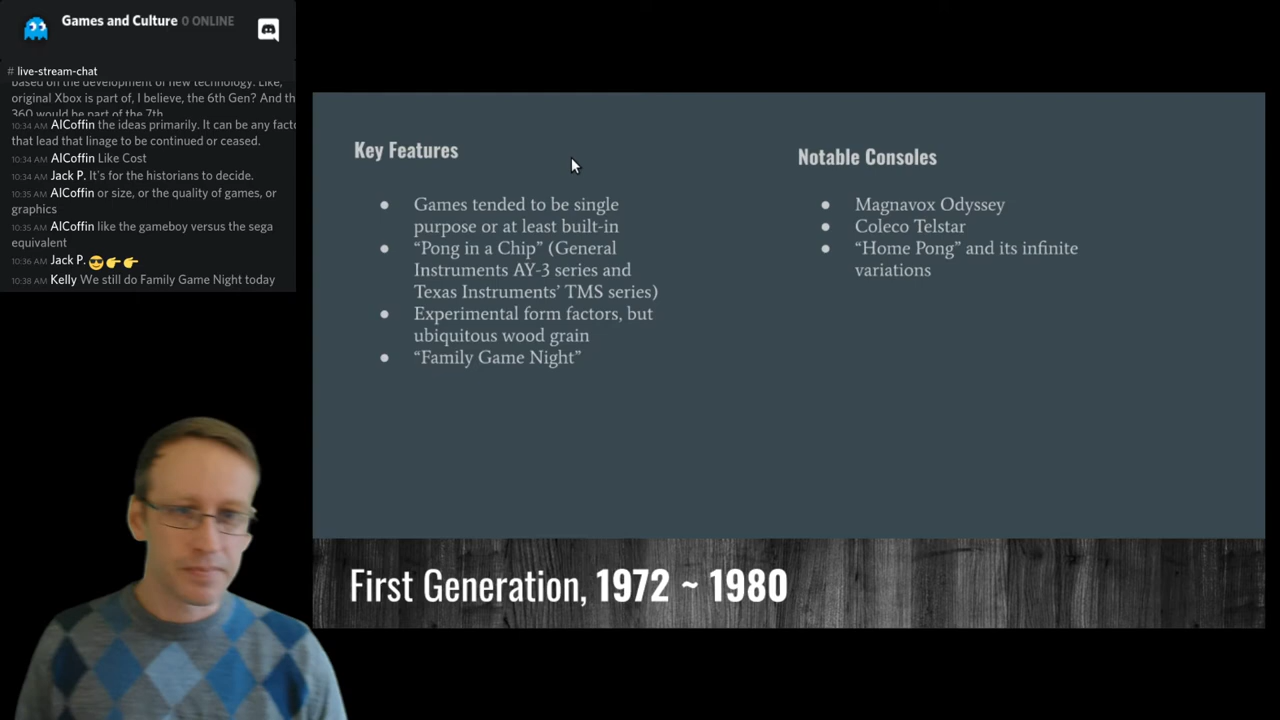 Games and Culture 0 ONLINE
# live-stream-chat
based on the development of new technology. Like,
original Xbox is part of, I believe, the 6th Gen? And th
360 would be part of the 7th
10:34 AM AlCoffin the ideas primarily. It can be any facto
that lead that linage to be continued or ceased.
10:34 AM AlCoffin Like Cost
10:34 AM Jack P. It's for the historians to decide.
10:35 AM AlCoffin or size, or the quality of games, or
graphics
10:35 AM AlCoffin like the gameboy versus the sega
equivalent
10:36 AM Jack P. 😎👉👉
10:38 AM Kelly We still do Family Game Night today
Key Features
● Games tended to be single
purpose or at least built-in
● “Pong in a Chip” (General
Instruments AY-3 series and
Texas Instruments’ TMS series)
● Experimental form factors, but
ubiquitous wood grain
● “Family Game Night”
Notable Consoles
● Magnavox Odyssey
● Coleco Telstar
● “Home Pong” and its infinite
variations
First Generation, 1972 ~ 1980